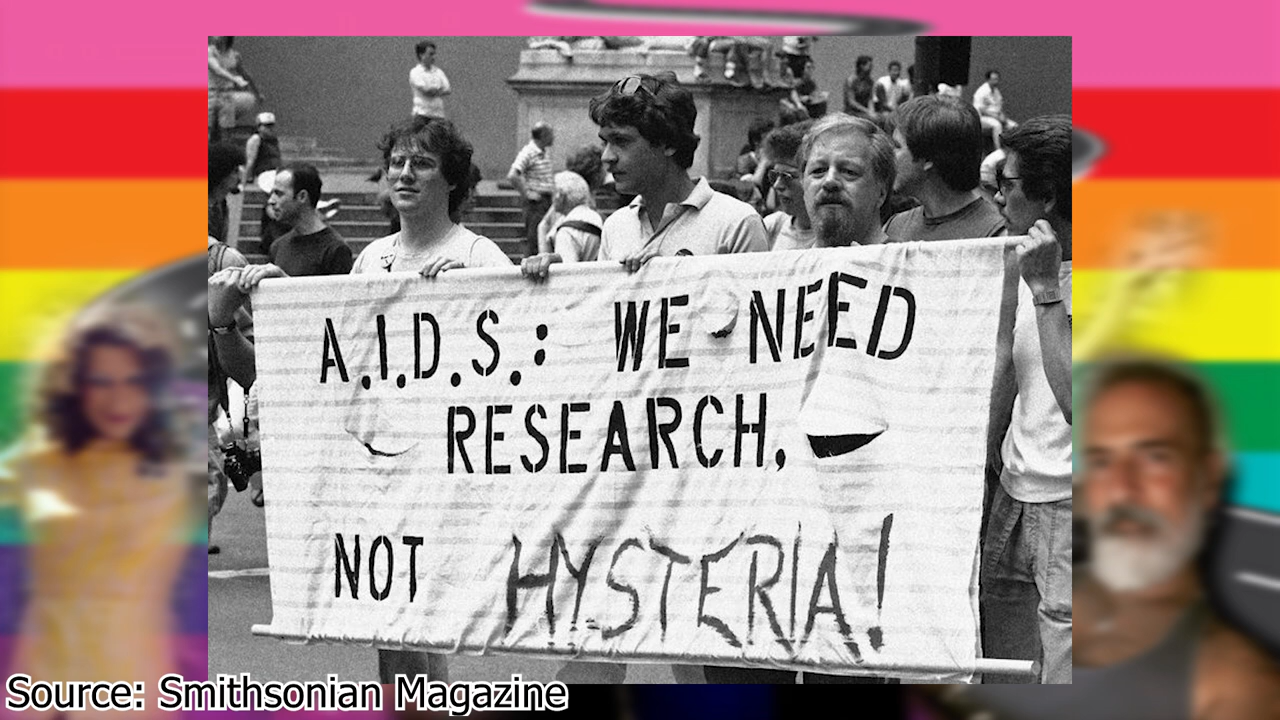 A.I.D.S.: WE NEED
RESEARCH,
NOT HYSTERIA!
Source: Smithsonian Magazine